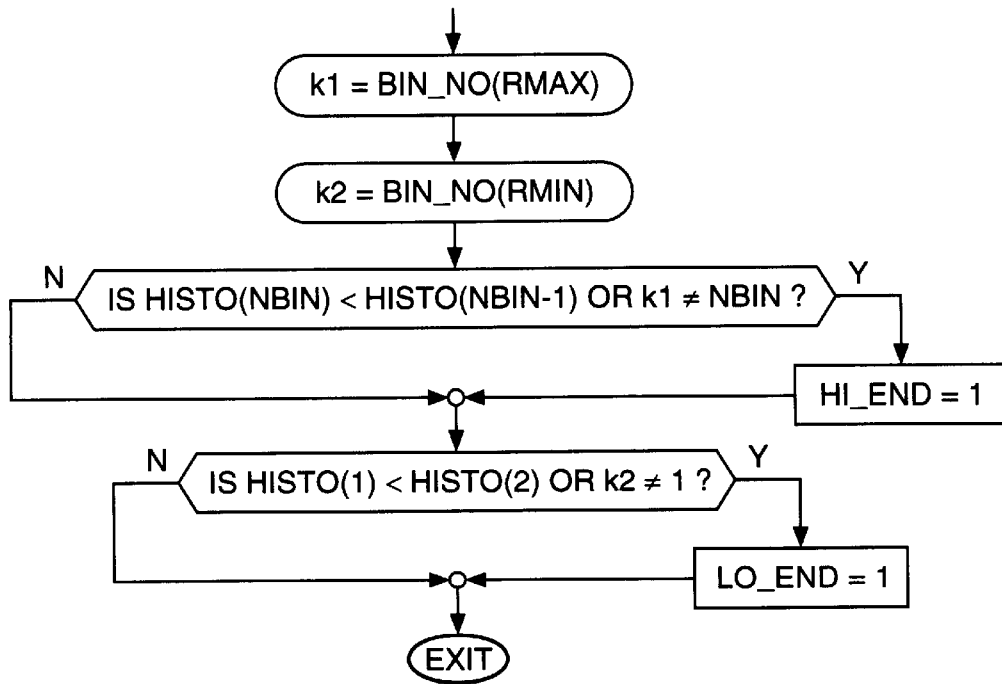 k1 = BIN_NO(RMAX)
k2 = BIN_NO(RMIN)
N
Y
IS HISTO(NBIN) < HISTO(NBIN-1) OR k1 ≠ NBIN ?
HI_END = 1
N
Y
IS HISTO(1) < HISTO(2) OR k2 ≠ 1 ?
LO_END = 1
EXIT